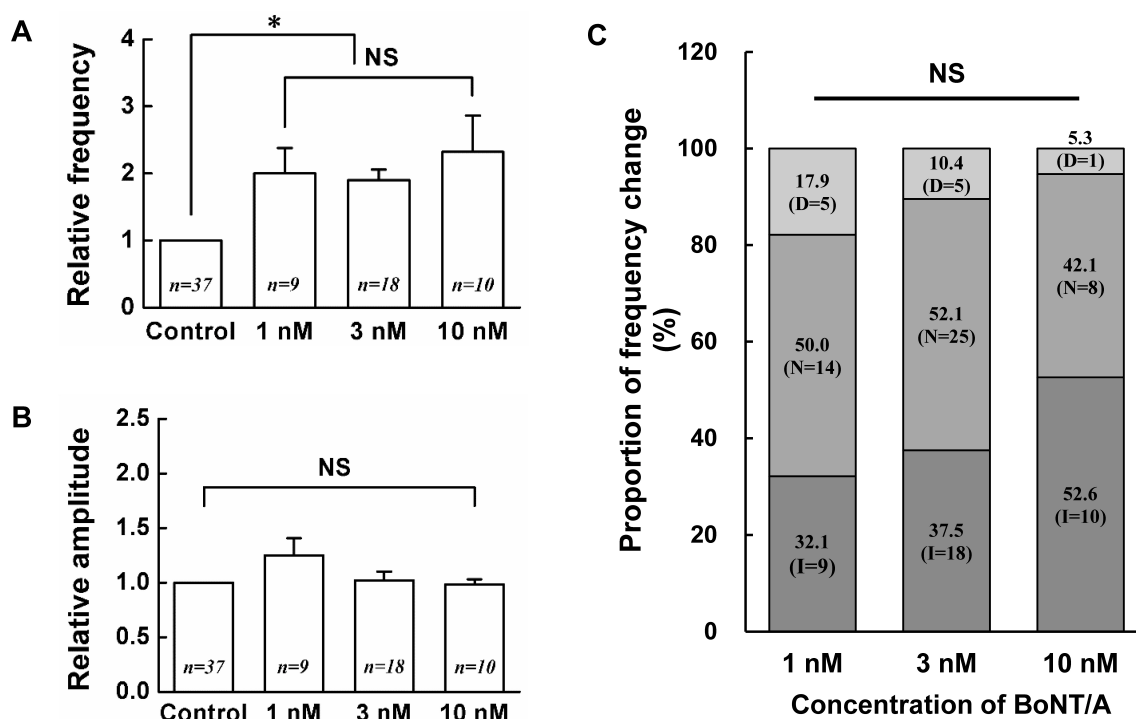 A
Relative frequency
4
3
2
1
0
*
NS
n=37
n=9
n=18
n=10
Control
1 nM
3 nM
10 nM
B
Relative amplitude
2.5
2.0
1.5
1.0
0.5
0.0
NS
n=37
n=9
n=18
n=10
Control
1 nM
3 nM
10 nM
C
Proportion of frequency change
(%)
120
100
80
60
40
20
0
NS
17.9
(D=5)
50.0
(N=14)
32.1
(I=9)
10.4
(D=5)
52.1
(N=25)
37.5
(I=18)
5.3
(D=1)
42.1
(N=8)
52.6
(I=10)
1 nM
3 nM
10 nM
Concentration of BoNT/A